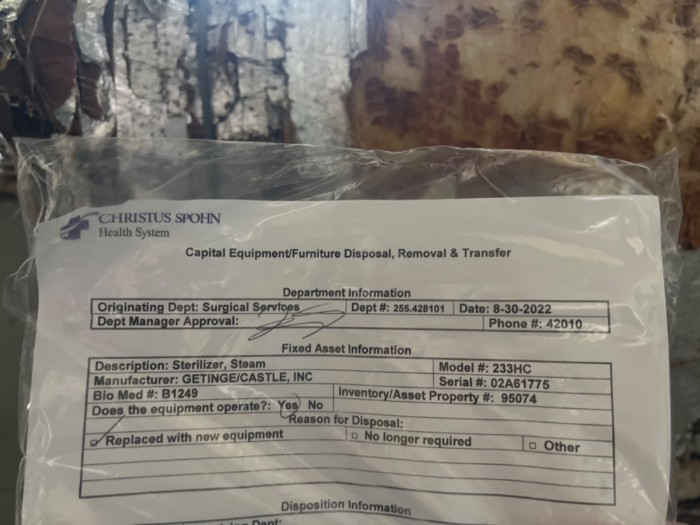 CHRISTUS SPOHN
Health System
Capital Equipment/Furniture Disposal, Removal & Transfer
Department Information
Originating Dept: Surgical Services Dept #: 255.428101 Date: 8-30-2022
Dept Manager Approval: Phone #: 42010
Fixed Asset Information
Description: Sterilizer, Steam Model #: 233HC
Manufacturer: GETINGE/CASTLE, INC Serial #: 02A61775
Bio Med #: B1249 Inventory/Asset Property #: 95074
Does the equipment operate?: Yes No
Reason for Disposal:
Replaced with new equipment No longer required Other
Disposition Information
Dept: